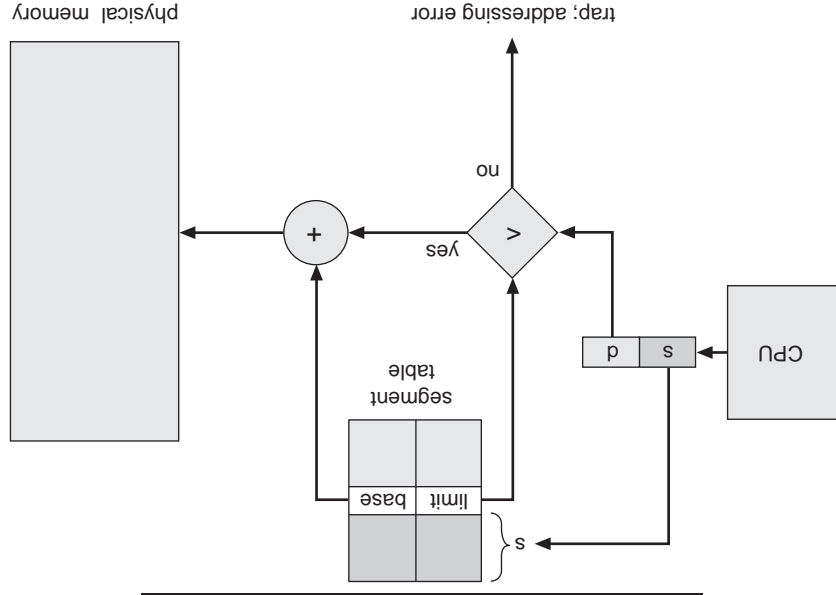 s
limit base
segment
table
CPU
s d
<
yes
+
no
trap; addressing error
physical memory